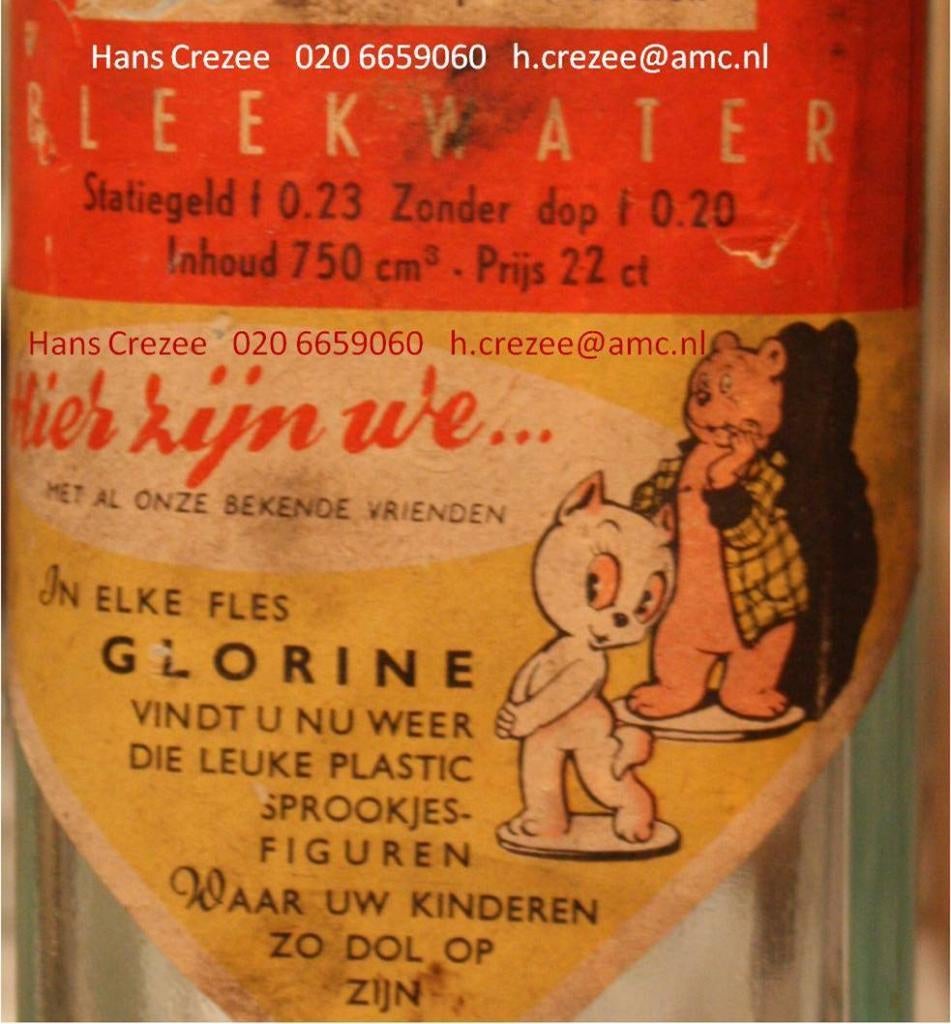 Hans Crezee 020 6659060 h.crezee@amc.nl
BLEEKWATER
Statiegeld f 0.23 Zonder dop f 0.20
Inhoud 750 cm³ - Prijs 22 ct
Hans Crezee 020 6659060 h.crezee@amc.nl
Hier zijn we...
MET AL ONZE BEKENDE VRIENDEN
IN ELKE FLES
GLORINE
VINDT U NU WEER
DIE LEUKE PLASTIC
SPROOKJES-
FIGUREN
WAAR UW KINDEREN
ZO DOL OP
ZIJN